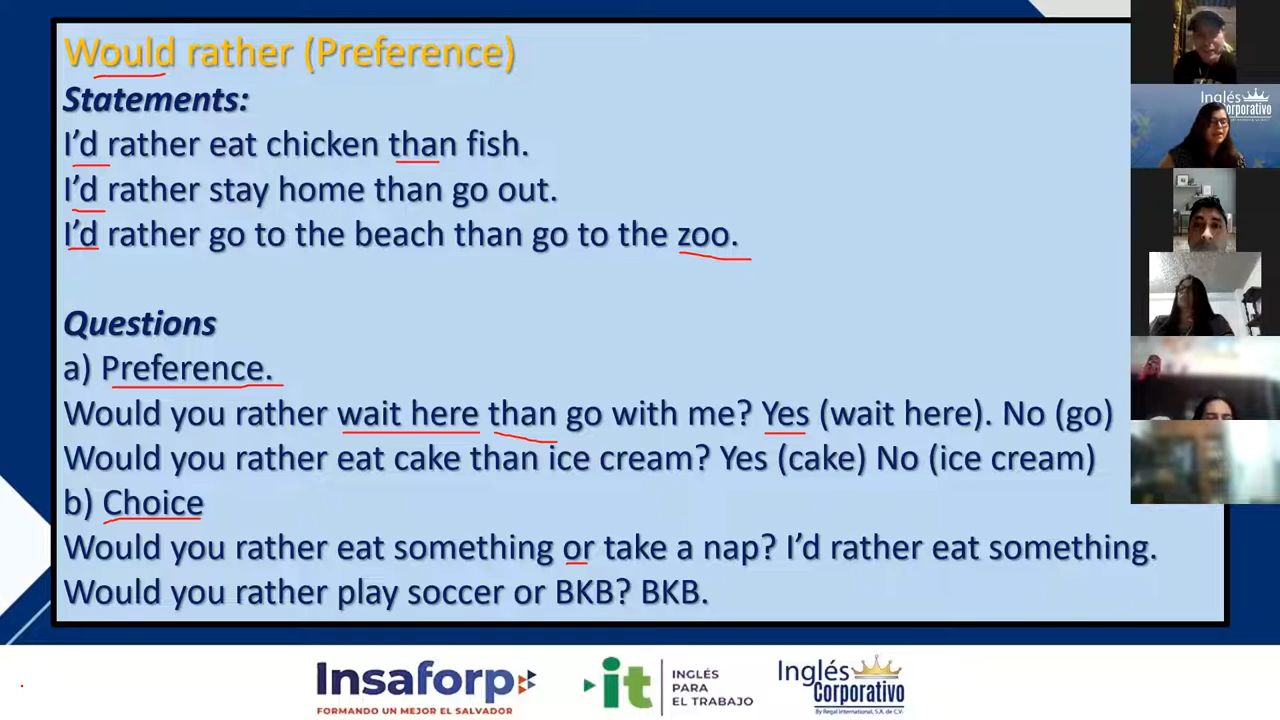 Would rather (Preference)
Statements:
I'd rather eat chicken than fish.
I'd rather stay home than go out.
I'd rather go to the beach than go to the zoo.
Questions
a) Preference.
Would you rather wait here than go with me? Yes (wait here). No (go)
Would you rather eat cake than ice cream? Yes (cake) No (ice cream)
b) Choice
Would you rather eat something or take a nap? I'd rather eat something.
Would you rather play soccer or BKB? BKB.
Inglés
Corporativo
Insaforp
FORMANDO UN MEJOR EL SALVADOR
it
INGLÉS
PARA
EL TRABAJO
Inglés
Corporativo
By Regal International, S.A. de C.V.